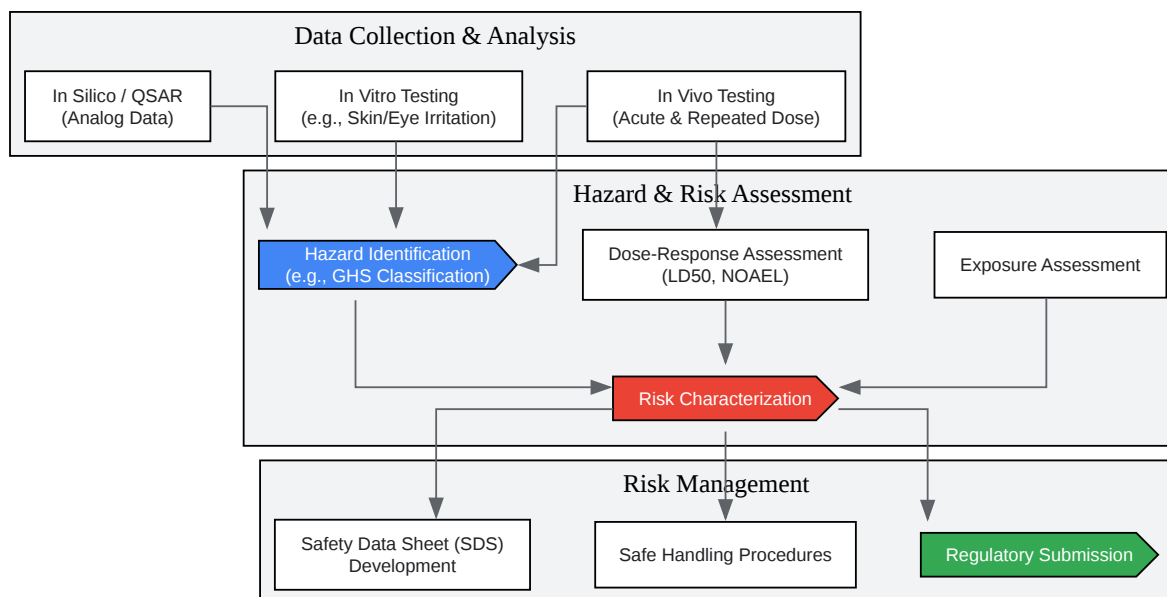 Data Collection & Analysis
In Silico / QSAR
(Analog Data)
In Vitro Testing
(e.g., Skin/Eye Irritation)
In Vivo Testing
(Acute & Repeated Dose)
Hazard & Risk Assessment
Hazard Identification
(e.g., GHS Classification)
Dose-Response Assessment
(LD50, NOAEL)
Exposure Assessment
Risk Characterization
Risk Management
Safety Data Sheet (SDS)
Development
Safe Handling Procedures
Regulatory Submission